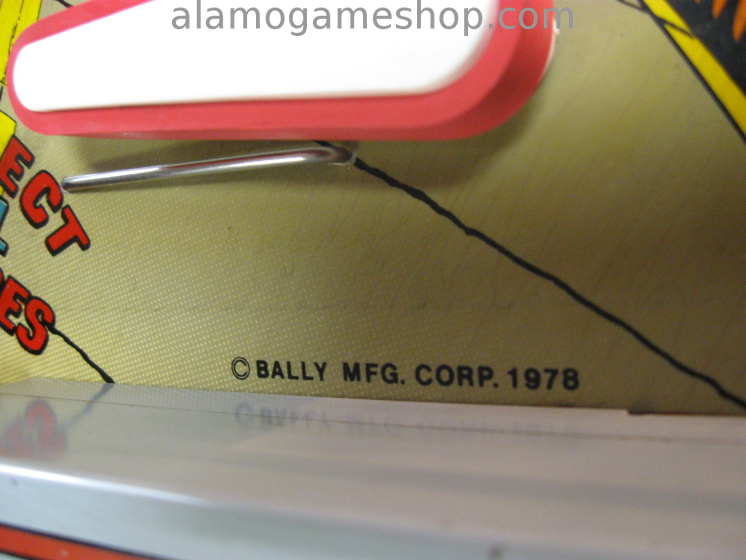 alamogameshop.com
ECT
ES
© BALLY MFG. CORP. 1978